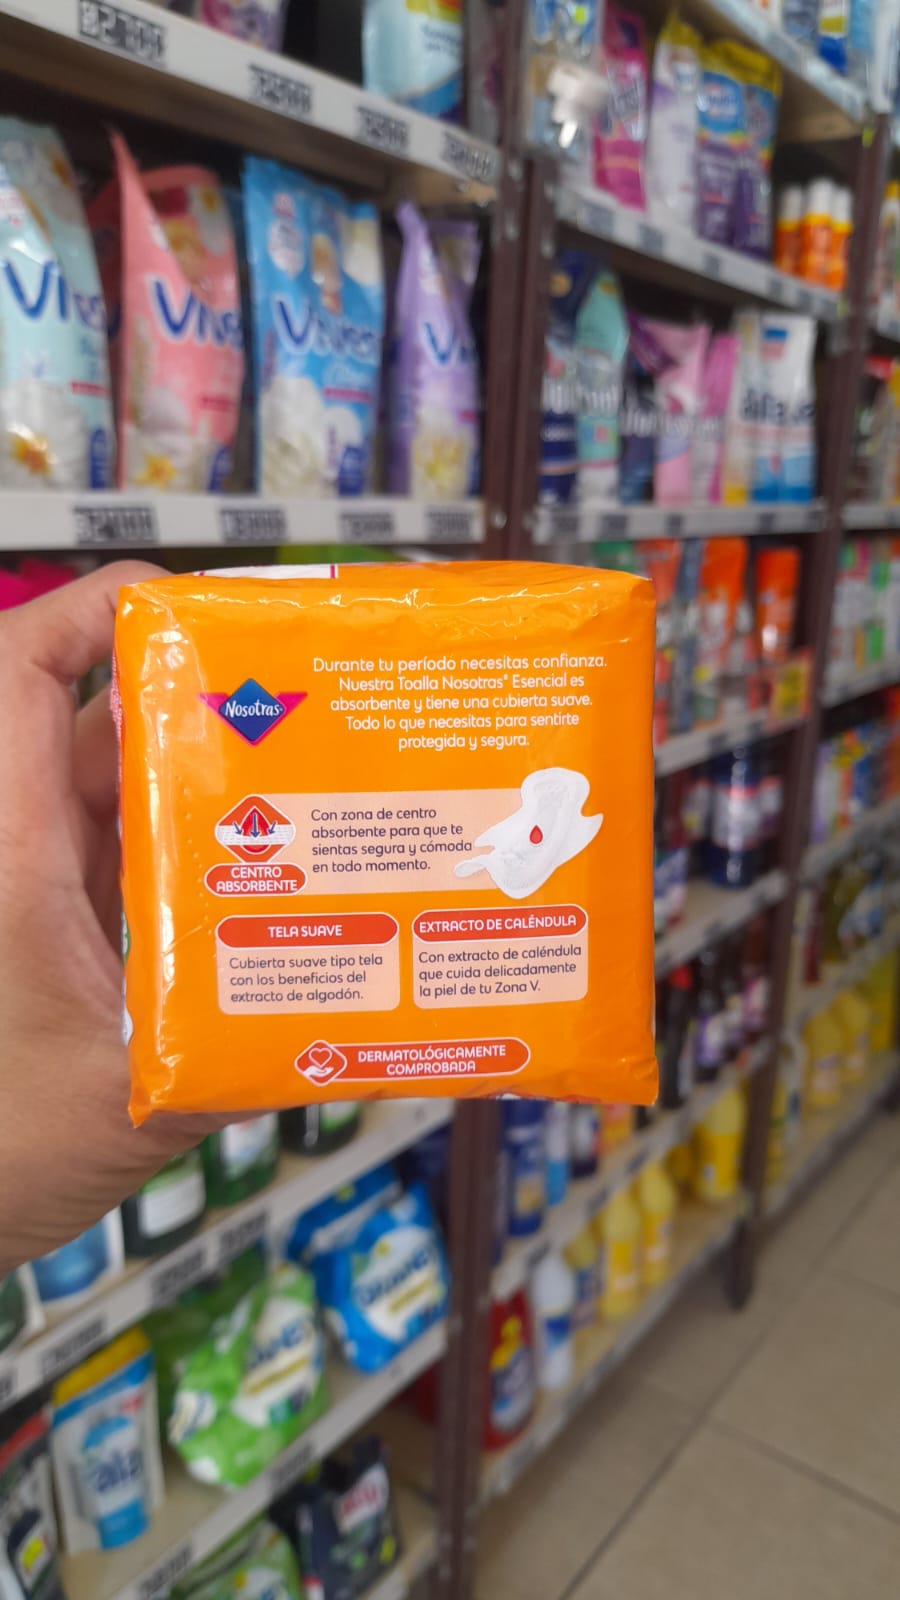 Vives
Vives
Nosotras
Durante tu período necesitas confianza.
Nuestra Toalla Nosotras® Esencial es
absorbente y tiene una cubierta suave.
Todo lo que necesitas para sentirte
protegida y segura.
CENTRO
ABSORBENTE
Con zona de centro
absorbente para que te
sientas segura y cómoda
en todo momento.
TELA SUAVE
Cubierta suave tipo tela
con los beneficios del
extracto de algodón.
EXTRACTO DE CALÉNDULA
Con extracto de caléndula
que cuida delicadamente
la piel de tu Zona V.
DERMATOLÓGICAMENTE
COMPROBADA
ala